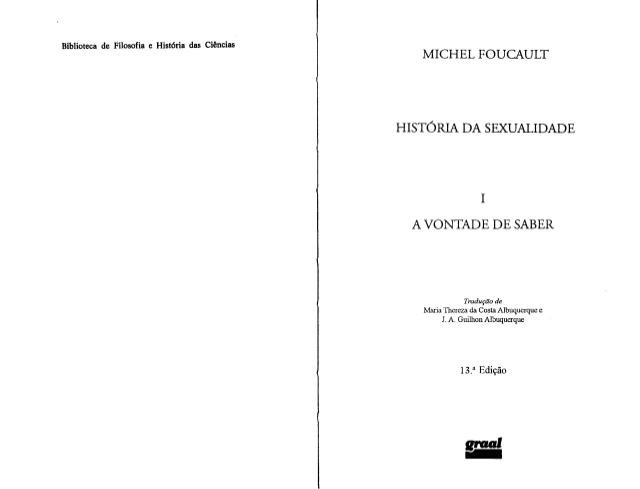 Biblioteca de Filosofia e História das Ciências
MICHEL FOUCAULT
HISTÓRIA DA SEXUALIDADE
I
A VONTADE DE SABER
Tradução de
Maria Thereza da Costa Albuquerque e
J. A. Guilhon Albuquerque
13.ª Edição
graal